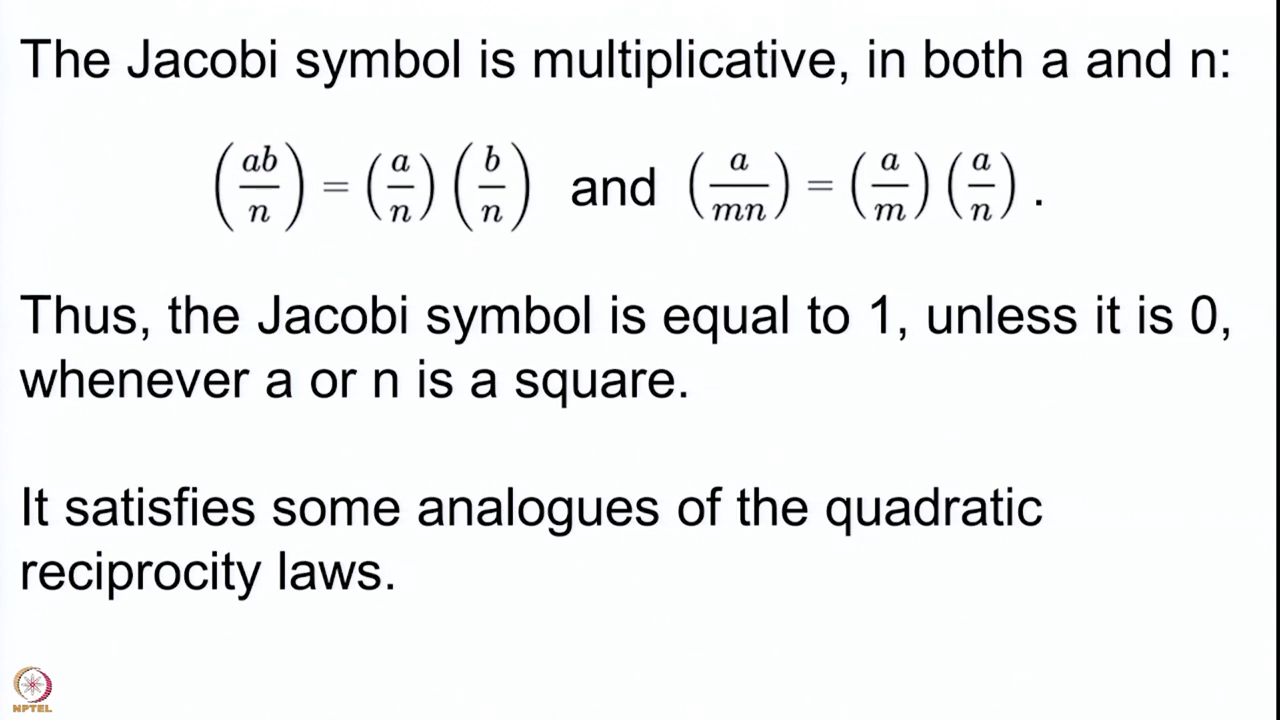 The Jacobi symbol is multiplicative, in both a and n:
(ab/n) = (a/n) (b/n) and (a/mn) = (a/m) (a/n) .
Thus, the Jacobi symbol is equal to 1, unless it is 0,
whenever a or n is a square.
It satisfies some analogues of the quadratic
reciprocity laws.
NPTEL